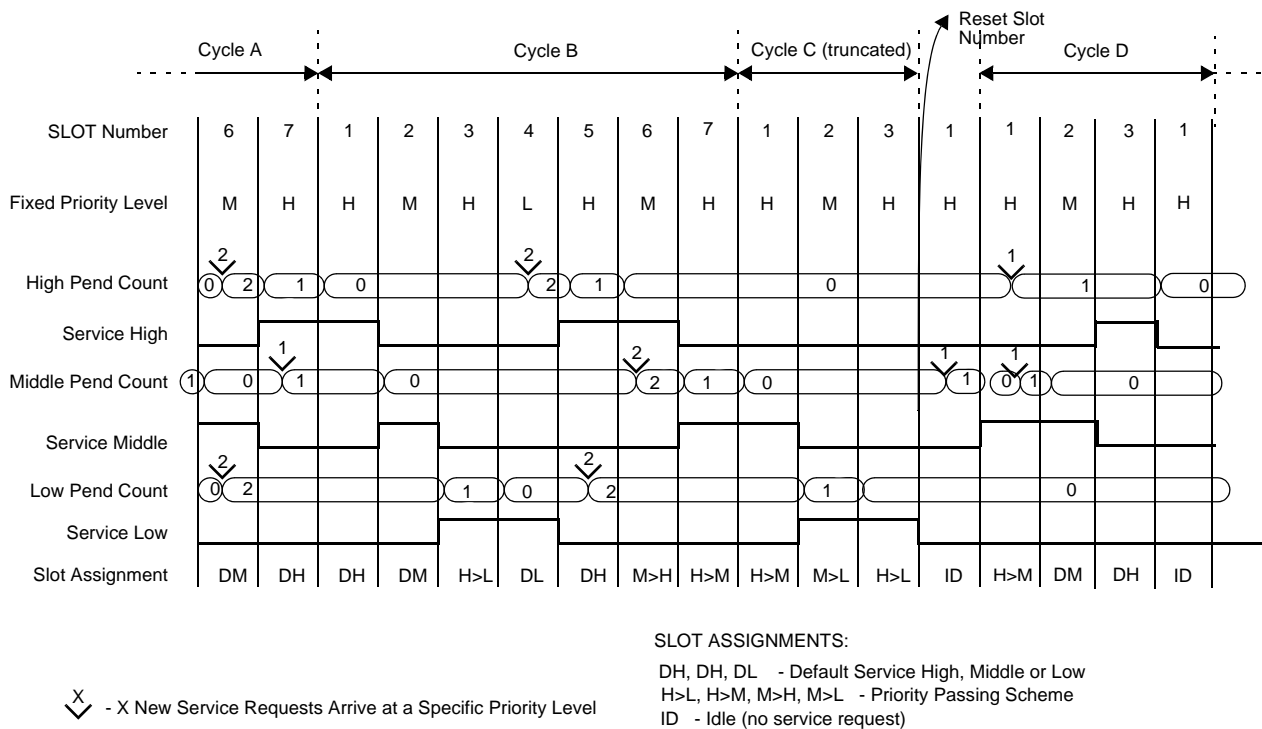 Reset Slot
Number
Cycle A
Cycle B
Cycle C (truncated)
Cycle D
SLOT Number 6 7 1 2 3 4 5 6 7 1 2 3 1 1 2 3 1
Fixed Priority Level M H H M H L H M H H M H H H M H H
2 2 1
High Pend Count 0 2 1 0 2 1 0 1 0
Service High
1 2 1 1
Middle Pend Count 1 0 1 0 2 1 0 1 0 1 0
Service Middle
2 2
Low Pend Count 0 2 1 0 2 1 0
Service Low
Slot Assignment DM DH DH DM H>L DL DH M>H H>M H>M M>L H>L ID H>M DM DH ID
SLOT ASSIGNMENTS:
DH, DH, DL - Default Service High, Middle or Low
H>L, H>M, M>H, M>L - Priority Passing Scheme
ID - Idle (no service request)
X
- X New Service Requests Arrive at a Specific Priority Level